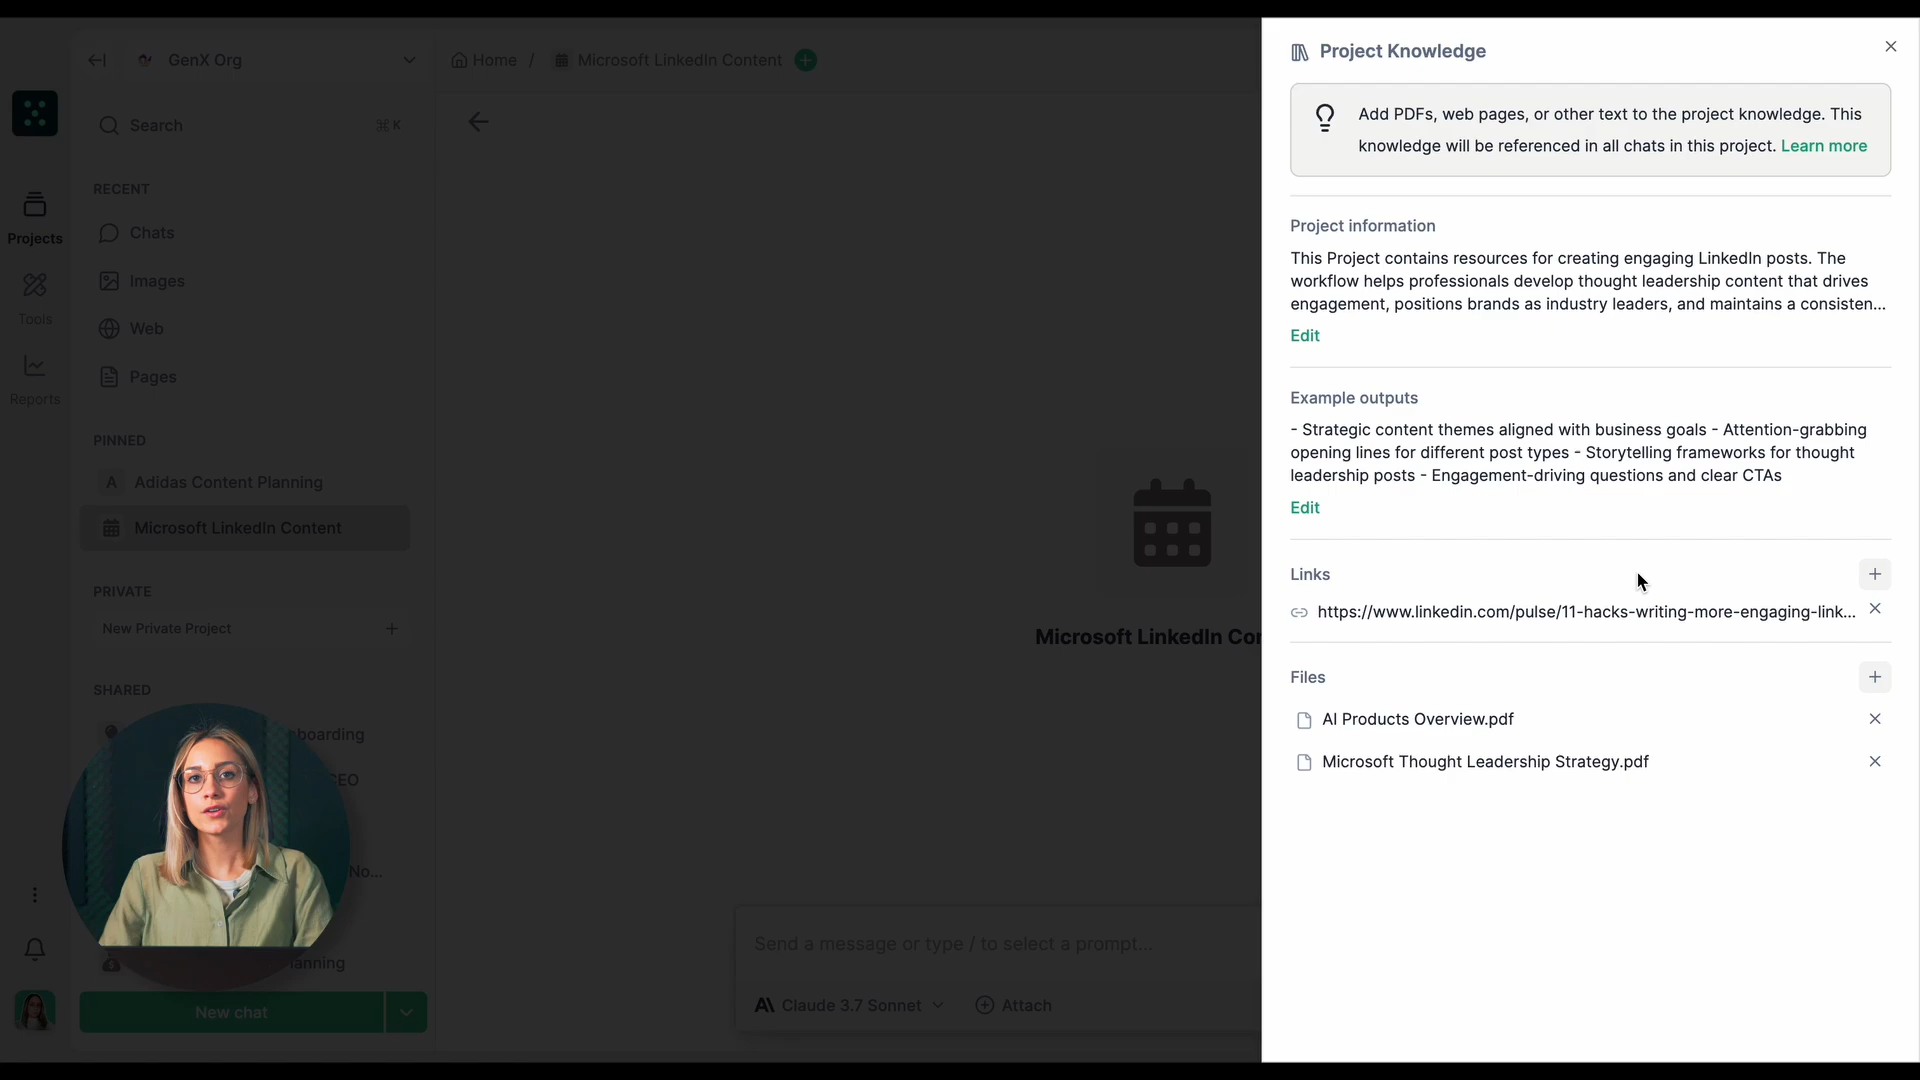 GenX Org
Home / Microsoft LinkedIn Content
Search ⌘ K
RECENT
Chats
Images
Web
Pages
PINNED
A Adidas Content Planning
Microsoft LinkedIn Content
PRIVATE
New Private Project
SHARED
boarding
CEO
No...
anning
New chat
Projects
Tools
Reports
Microsoft LinkedIn Cor
Send a message or type / to select a prompt...
Claude 3.7 Sonnet
Attach
Project Knowledge
Add PDFs, web pages, or other text to the project knowledge. This
knowledge will be referenced in all chats in this project. Learn more
Project information
This Project contains resources for creating engaging LinkedIn posts. The
workflow helps professionals develop thought leadership content that drives
engagement, positions brands as industry leaders, and maintains a consisten...
Edit
Example outputs
- Strategic content themes aligned with business goals - Attention-grabbing
opening lines for different post types - Storytelling frameworks for thought
leadership posts - Engagement-driving questions and clear CTAs
Edit
Links
https://www.linkedin.com/pulse/11-hacks-writing-more-engaging-link...
Files
AI Products Overview.pdf
Microsoft Thought Leadership Strategy.pdf